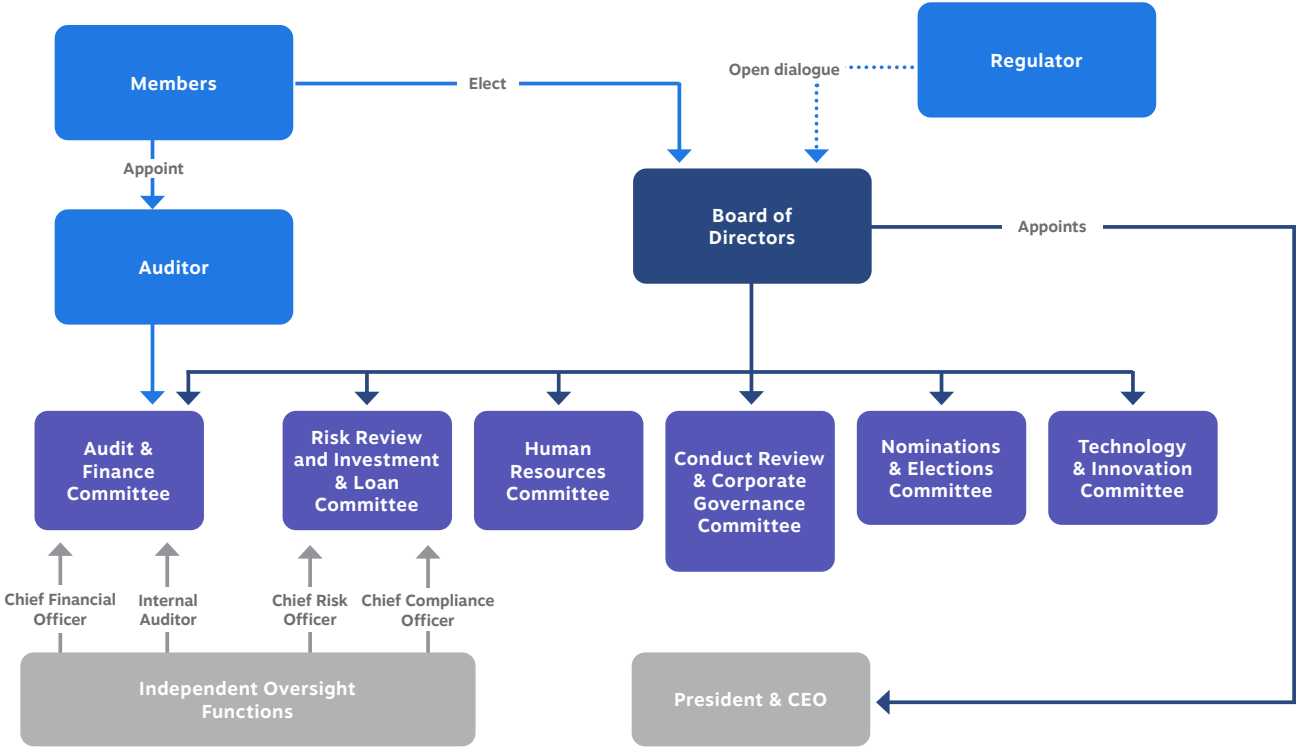 Regulator
Open dialogue
Members
Elect
Appoint
Board of
Directors
Appoints
Auditor
Audit &
Finance
Committee
Risk Review
and Investment
& Loan
Committee
Human
Resources
Committee
Conduct Review
& Corporate
Governance
Committee
Nominations
& Elections
Committee
Technology
& Innovation
Committee
Chief Financial
Officer
Internal
Auditor
Chief Risk
Officer
Chief Compliance
Officer
Independent Oversight
Functions
President & CEO